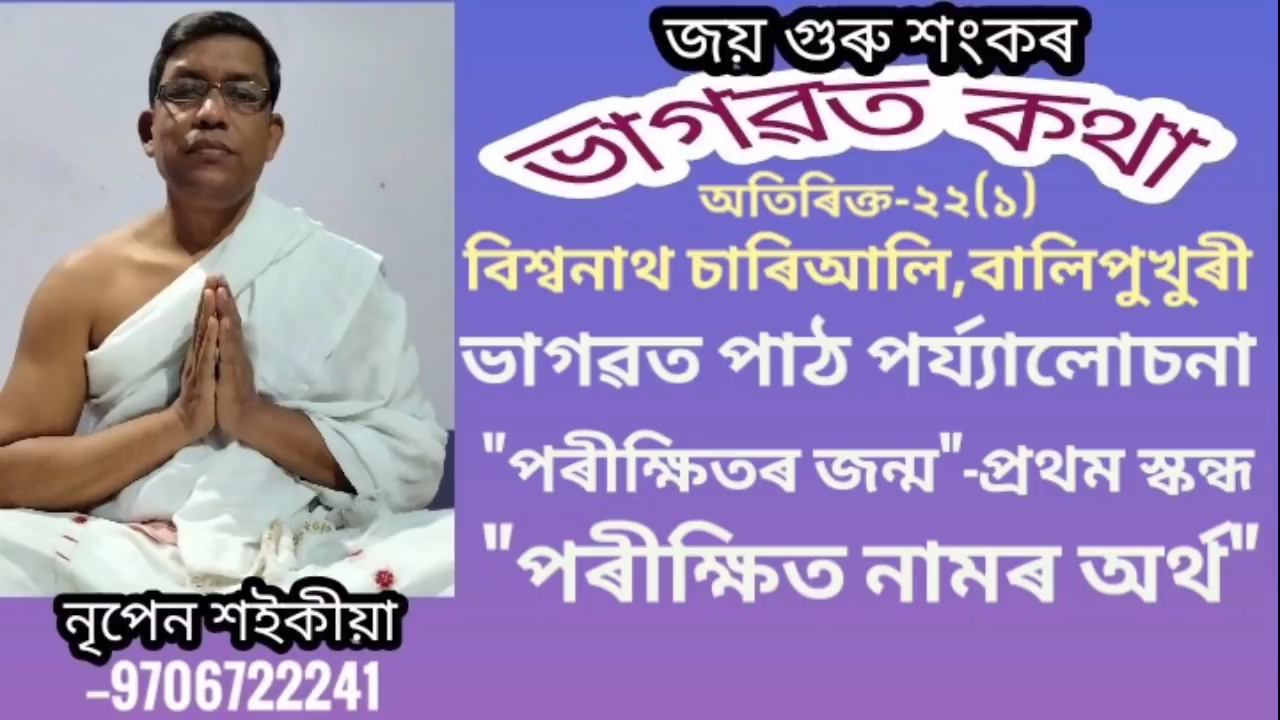 জয় গুৰু শংকৰ
ভাগৱত কথা
অতিৰিক্ত-২২(১)
বিশ্বনাথ চাৰিআলি,বালিপুখুৰী
ভাগৱত পাঠ পৰ্য্যালোচনা
"পৰীক্ষিতৰ জন্ম"-প্ৰথম স্কন্ধ
"পৰীক্ষিত নামৰ অৰ্থ"
নৃপেন শইকীয়া
–9706722241